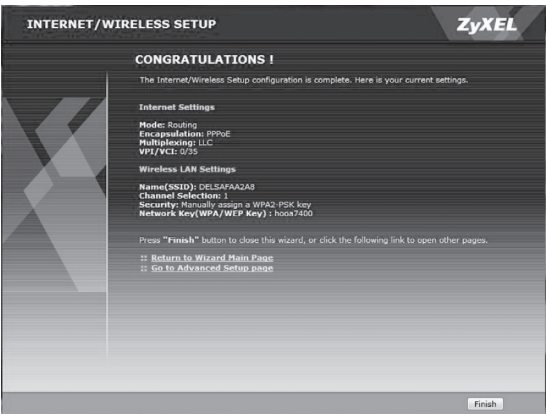 INTERNET/WIRELESS SETUP
ZyXEL
CONGRATULATIONS !
The Internet/Wireless Setup configuration is complete. Here is your current settings.
Internet Settings
Mode: Routing
Encapsulation: PPPoE
Multiplexing: LLC
VPI/VCI: 0/35
Wireless LAN Settings
Name(SSID): DELSAFAA2A8
Channel Selection: 1
Security: Manually assign a WPA2-PSK key
Network Key(WPA/WEP Key) : hooa7400
Press "Finish" button to close this wizard, or click the following link to open other pages.
:: Return to Wizard Main Page
:: Go to Advanced Setup page
Finish